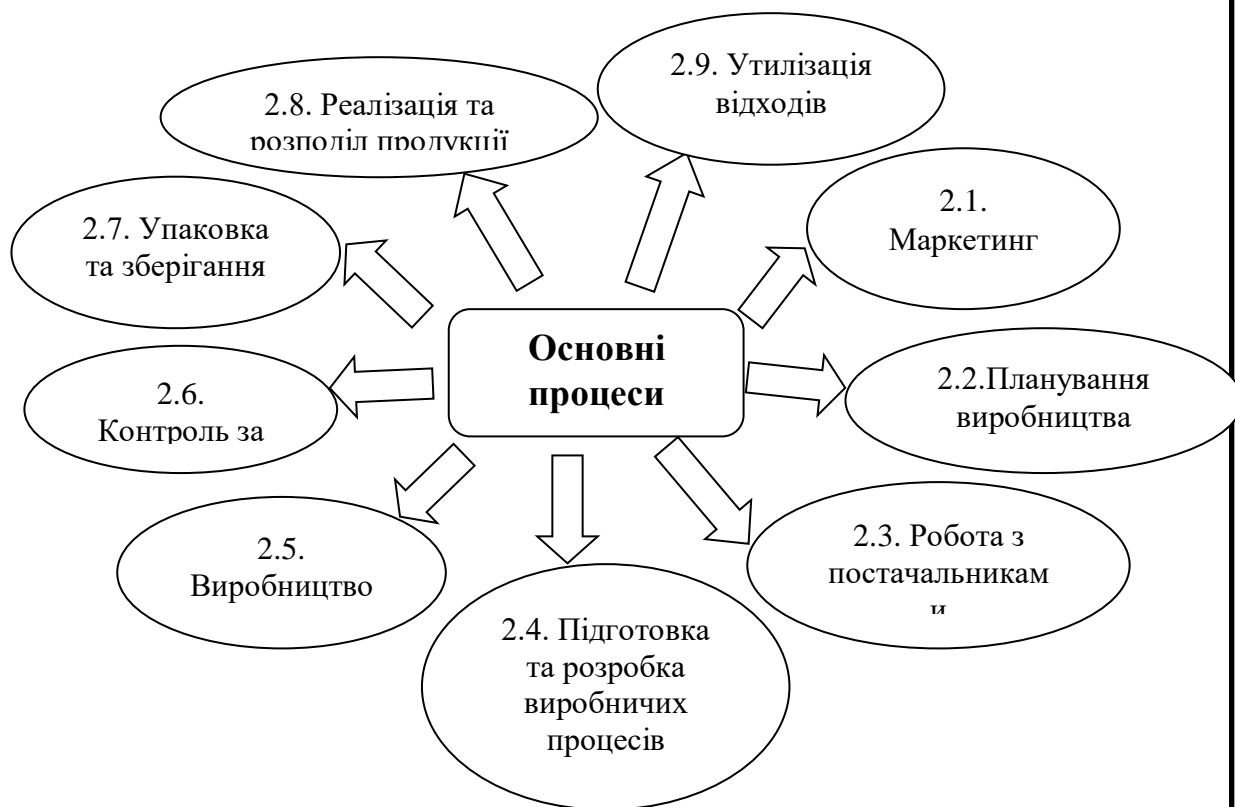 Основні
процеси
2.1.
Маркетинг
2.2.Планування
виробництва
2.3. Робота з
постачальникам
и
2.4. Підготовка
та розробка
виробничих
процесів
2.5.
Виробництво
2.6.
Контроль за
2.7. Упаковка
та зберігання
2.8. Реалізація та
розподіл продукції
2.9. Утилізація
відходів